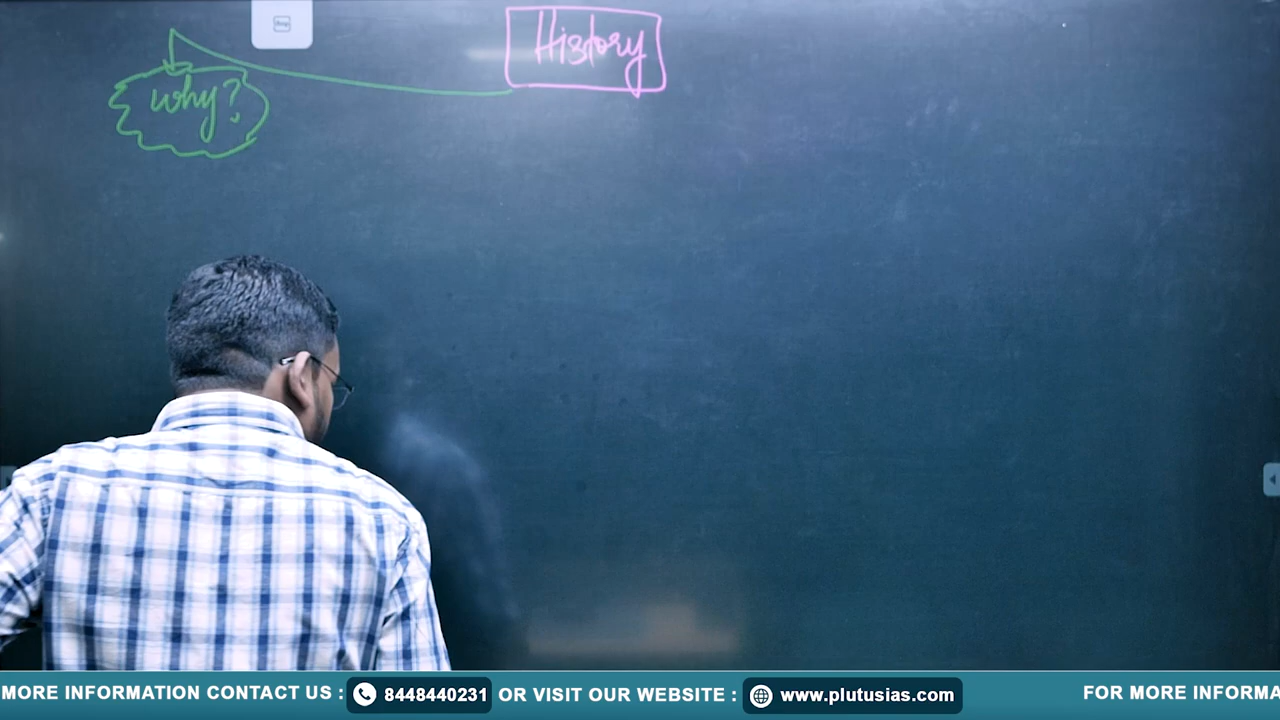 History
why?
MORE INFORMATION CONTACT US : 8448440231 OR VISIT OUR WEBSITE : www.plutusias.com FOR MORE INFORMA